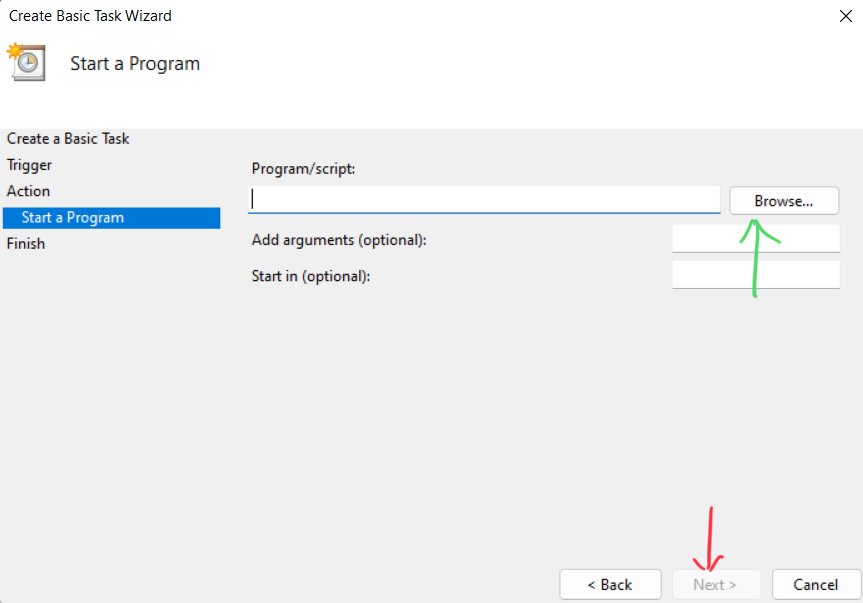 Create Basic Task Wizard
Start a Program
Create a Basic Task
Trigger
Action
Start a Program
Finish
Program/script:
Browse...
Add arguments (optional):
Start in (optional):
< Back
Next >
Cancel